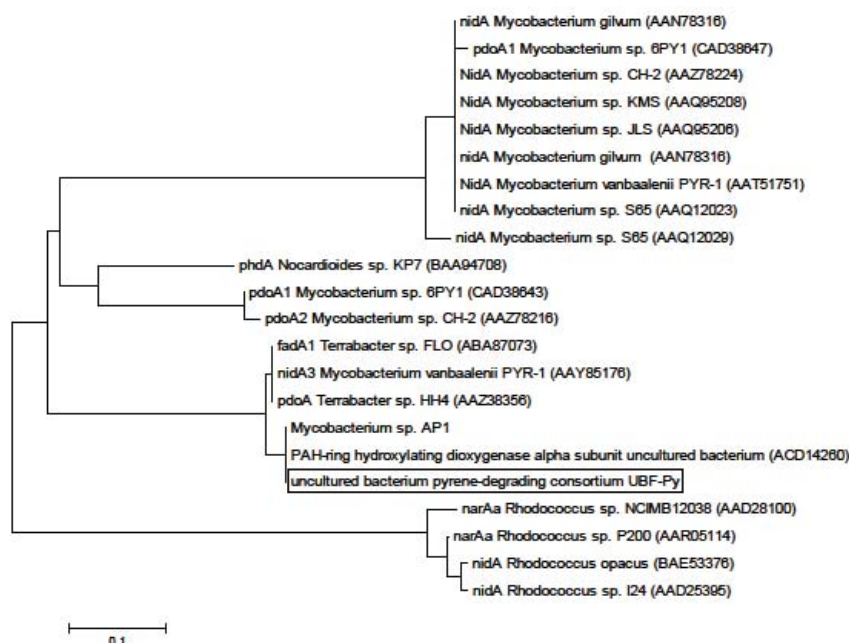 nidA Mycobacterium gilvum (AAN78316)
pdoA1 Mycobacterium sp. 6PY1 (CAD38647)
NidA Mycobacterium sp. CH-2 (AAZ78224)
NidA Mycobacterium sp. KMS (AAQ95208)
NidA Mycobacterium sp. JLS (AAQ95206)
nidA Mycobacterium gilvum (AAN78316)
NidA Mycobacterium vanbaalenii PYR-1 (AAT51751)
nidA Mycobacterium sp. S65 (AAQ12023)
nidA Mycobacterium sp. S65 (AAQ12029)
phdA Nocardioides sp. KP7 (BAA94708)
pdoA1 Mycobacterium sp. 6PY1 (CAD38643)
pdoA2 Mycobacterium sp. CH-2 (AAZ78216)
fadA1 Terrabacter sp. FLO (ABA87073)
nidA3 Mycobacterium vanbaalenii PYR-1 (AAY85176)
pdoA Terrabacter sp. HH4 (AAZ38356)
Mycobacterium sp. AP1
PAH-ring hydroxylating dioxygenase alpha subunit uncultured bacterium (ACD14260)
uncultured bacterium pyrene-degrading consortium UBF-Py
narAa Rhodococcus sp. NCIMB12038 (AAD28100)
narAa Rhodococcus sp. P200 (AAR05114)
nidA Rhodococcus opacus (BAE53376)
nidA Rhodococcus sp. I24 (AAD25395)
0.1